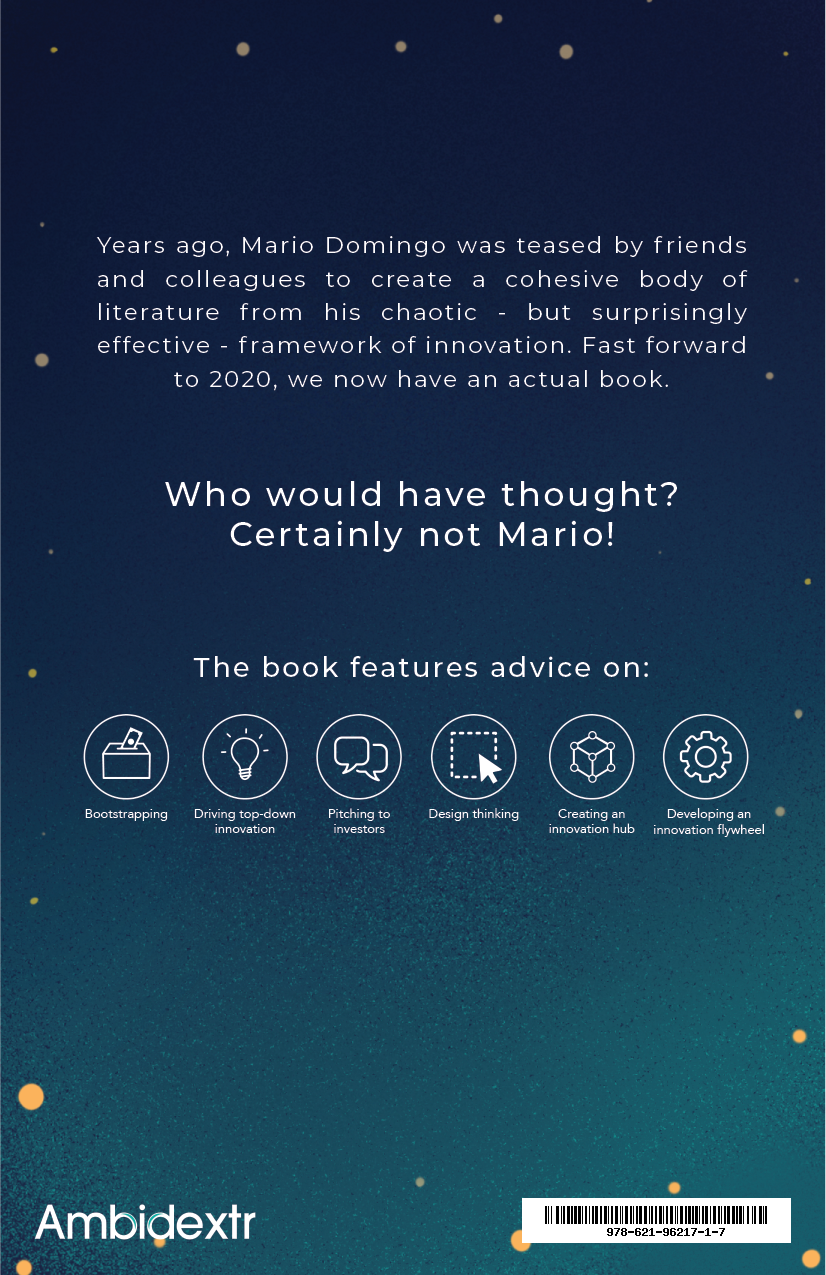 Years ago, Mario Domingo was teased by friends
and colleagues to create a cohesive body of
literature from his chaotic - but surprisingly
effective - framework of innovation. Fast forward
to 2020, we now have an actual book.
Who would have thought?
Certainly not Mario!
The book features advice on:
Bootstrapping
Driving top-down
innovation
Pitching to
investors
Design thinking
Creating an
innovation hub
Developing an
innovation flywheel
Ambidextr
978-621-96217-1-7